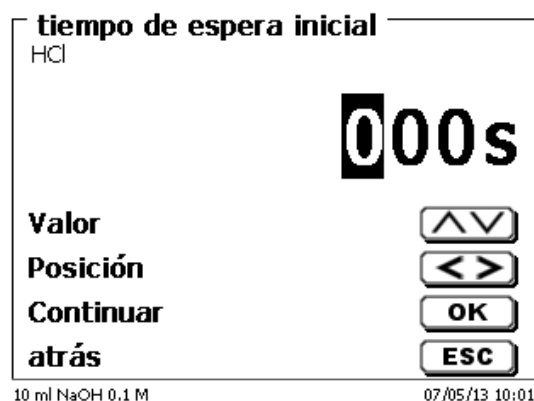 tiempo de espera inicial
HCl
000s
Valor
Posición
Continuar OK
atrás ESC
10 ml NaOH 0.1 M 07/05/13 10:01